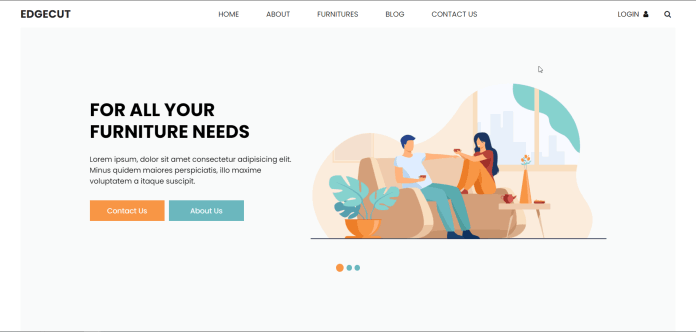 EDGECUT
HOME ABOUT FURNITURES BLOG CONTACT US
LOGIN
FOR ALL YOUR
FURNITURE NEEDS
Lorem ipsum, dolor sit amet consectetur adipisicing elit.
Minus quidem maiores perspiciatis, illo maxime
voluptatem a itaque suscipit.
Contact Us About Us